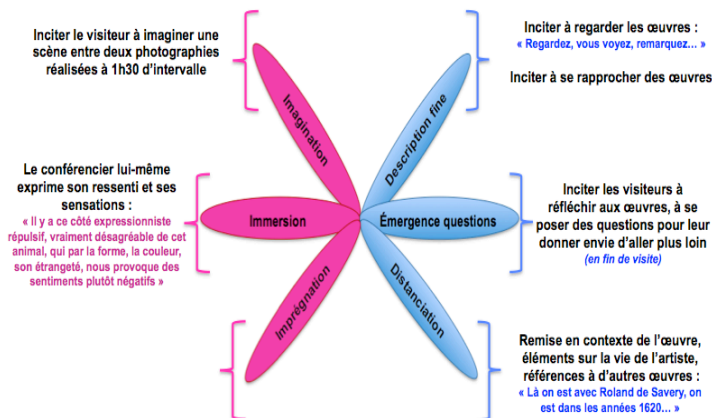 Inciter le visiteur à imaginer une
scène entre deux photographies
réalisées à 1h30 d'intervalle
Imagination
Le conférencier lui-même
exprime son ressenti et ses
sensations :
« Il y a ce côté expressionniste
répulsif, vraiment désagréable de cet
animal, qui par la forme, la couleur,
son étrangeté, nous provoque des
sentiments plutôt négatifs »
Immersion
Imprégnation
Inciter à regarder les œuvres :
« Regardez, vous voyez, remarquez… »
Inciter à se rapprocher des œuvres
Description fine
Émergence questions
Inciter les visiteurs à
réfléchir aux œuvres, à se
poser des questions pour leur
donner envie d'aller plus loin
(en fin de visite)
Distanciation
Remise en contexte de l'œuvre,
éléments sur la vie de l'artiste,
références à d'autres œuvres :
« Là on est avec Roland de Savery, on
est dans les années 1620… »